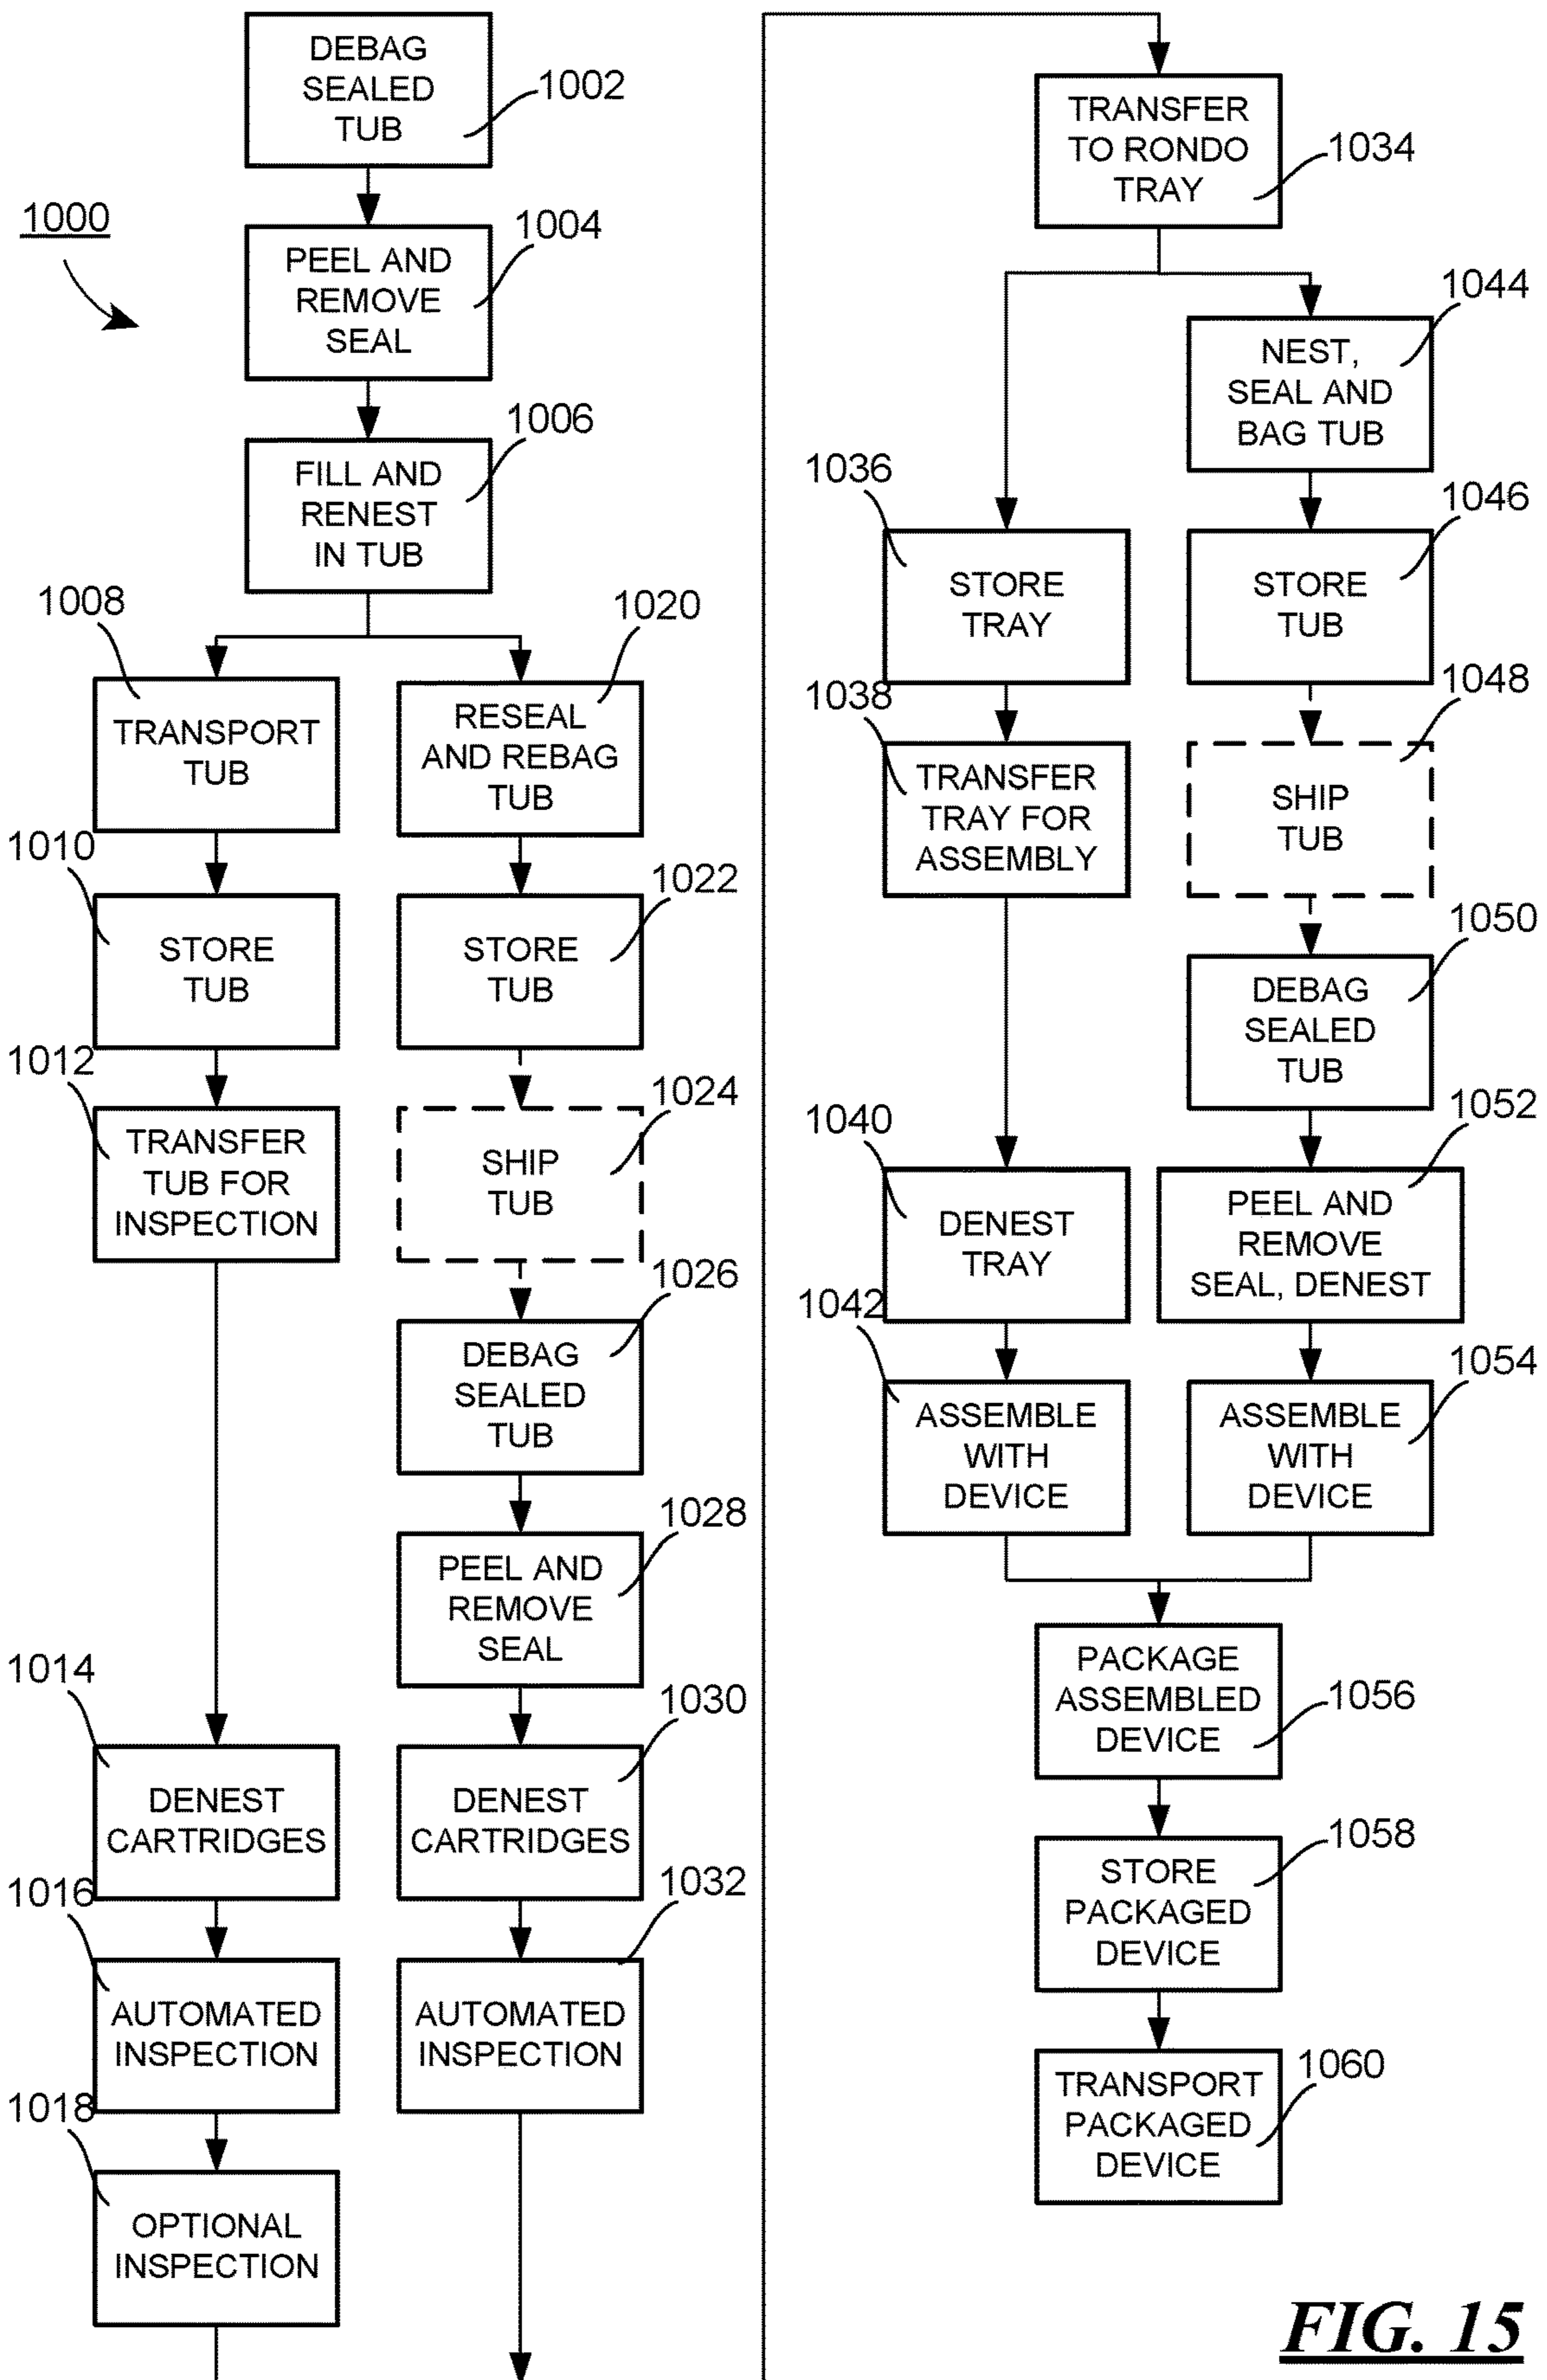 1000
DEBAG
SEALED
TUB
1002
PEEL AND
REMOVE
SEAL
1004
FILL AND
RENEST
IN TUB
1006
TRANSPORT
TUB
1008
STORE
TUB
1010
TRANSFER
TUB FOR
INSPECTION
1012
DENEST
CARTRIDGES
1014
AUTOMATED
INSPECTION
1016
OPTIONAL
INSPECTION
1018
RESEAL
AND REBAG
TUB
1020
STORE
TUB
1022
SHIP
TUB
1024
DEBAG
SEALED
TUB
1026
PEEL AND
REMOVE
SEAL
1028
DENEST
CARTRIDGES
1030
AUTOMATED
INSPECTION
1032
TRANSFER
TO RONDO
TRAY
1034
STORE
TRAY
1036
TRANSFER
TRAY FOR
ASSEMBLY
1038
DENEST
TRAY
1040
ASSEMBLE
WITH
DEVICE
1042
NEST,
SEAL AND
BAG TUB
1044
STORE
TUB
1046
SHIP
TUB
1048
DEBAG
SEALED
TUB
1050
PEEL AND
REMOVE
SEAL, DENEST
1052
ASSEMBLE
WITH
DEVICE
1054
PACKAGE
ASSEMBLED
DEVICE
1056
STORE
PACKAGED
DEVICE
1058
TRANSPORT
PACKAGED
DEVICE
1060
FIG. 15